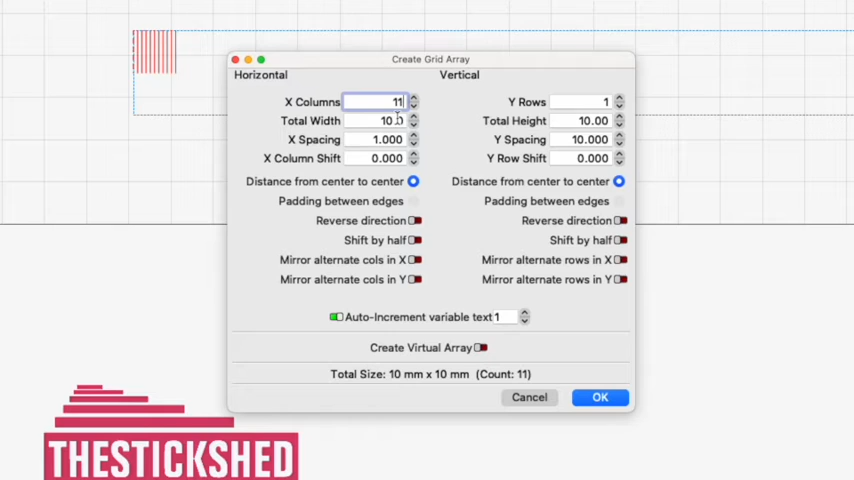 Create Grid Array
Horizontal Vertical
X Columns 11 Y Rows 1
Total Width 10.0 Total Height 10.00
X Spacing 1.000 Y Spacing 10.000
X Column Shift 0.000 Y Row Shift 0.000
Distance from center to center Distance from center to center
Padding between edges Padding between edges
Reverse direction Reverse direction
Shift by half Shift by half
Mirror alternate cols in X Mirror alternate rows in X
Mirror alternate cols in Y Mirror alternate rows in Y
Auto-Increment variable text 1
Create Virtual Array
Total Size: 10 mm x 10 mm (Count: 11)
Cancel OK
THESTICKSHED